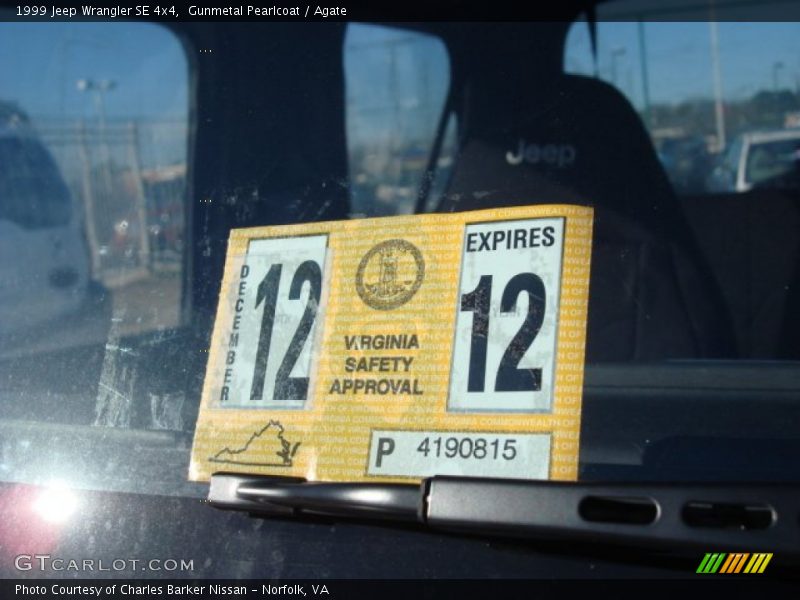 1999 Jeep Wrangler SE 4x4, Gunmetal Pearlcoat / Agate
Jeep
DECEMBER
12
EXPIRES
12
VIRGINIA
SAFETY
APPROVAL
P 4190815
GTCARLOT.COM
Photo Courtesy of Charles Barker Nissan - Norfolk, VA